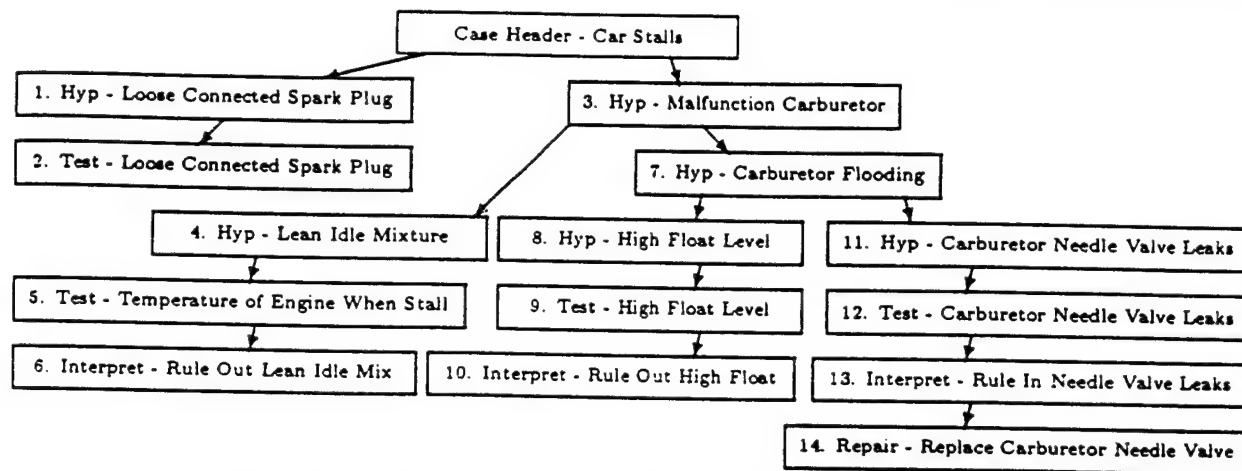 Case Header - Car Stalls
1. Hyp - Loose Connected Spark Plug
2. Test - Loose Connected Spark Plug
3. Hyp - Malfunction Carburetor
4. Hyp - Lean Idle Mixture
5. Test - Temperature of Engine When Stall
6. Interpret - Rule Out Lean Idle Mix
7. Hyp - Carburetor Flooding
8. Hyp - High Float Level
9. Test - High Float Level
10. Interpret - Rule Out High Float
11. Hyp - Carburetor Needle Valve Leaks
12. Test - Carburetor Needle Valve Leaks
13. Interpret - Rule In Needle Valve Leaks
14. Repair - Replace Carburetor Needle Valve